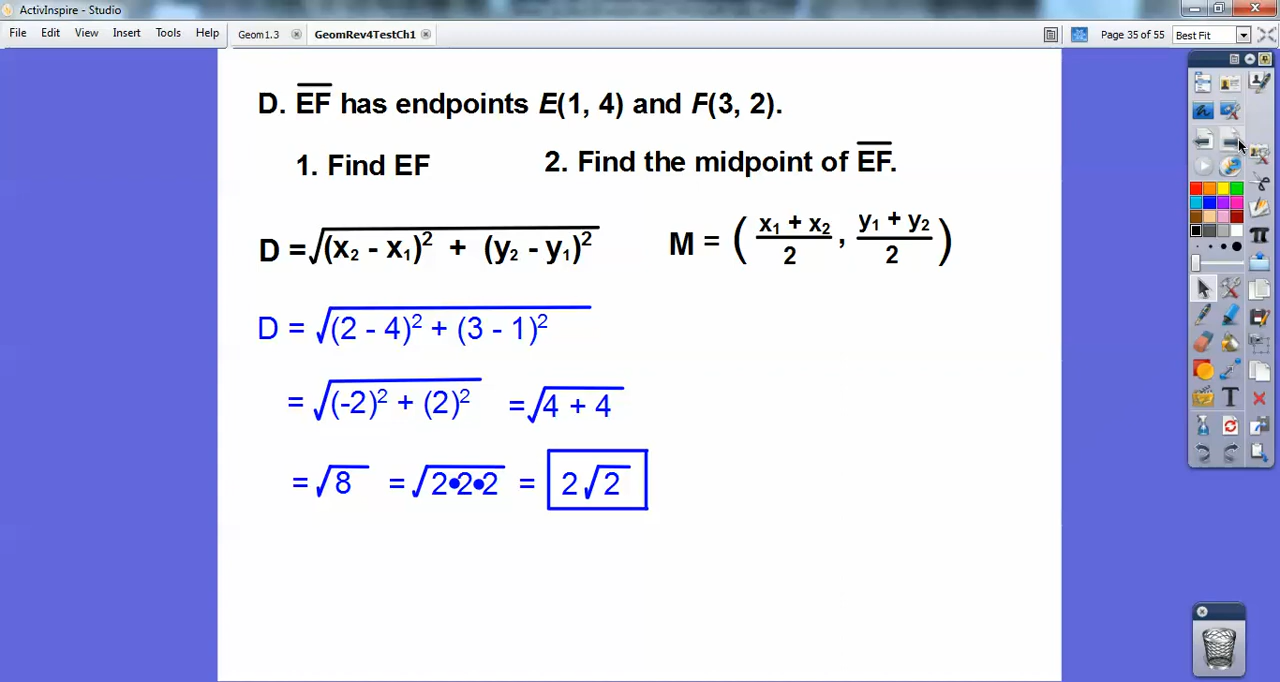 ActivInspire - Studio
File Edit View Insert Tools Help
Geom1.3 GeomRev4TestCh1
Page 35 of 55 Best Fit
D. E̅F̅ has endpoints E(1, 4) and F(3, 2).
1. Find EF
2. Find the midpoint of E̅F̅.
D = √(x₂ - x₁)² + (y₂ - y₁)²
M = ( x₁ + x₂ / 2 , y₁ + y₂ / 2 )
D = √(2 - 4)² + (3 - 1)²
= √(-2)² + (2)² = √4 + 4
= √8 = √2•2•2 = 2√2